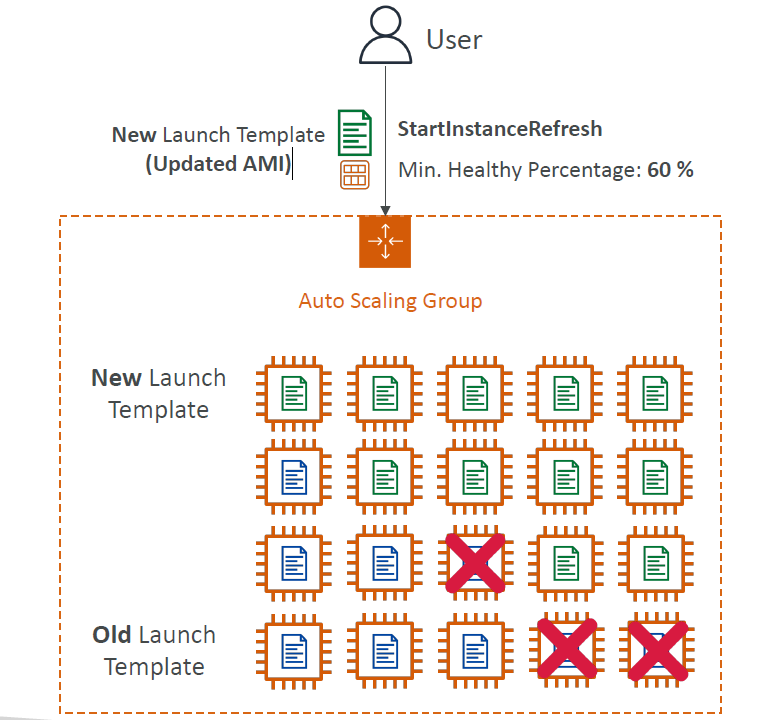 User
New Launch Template
(Updated AMI)
StartInstanceRefresh
Min. Healthy Percentage: 60 %
Auto Scaling Group
New Launch
Template
Old Launch
Template